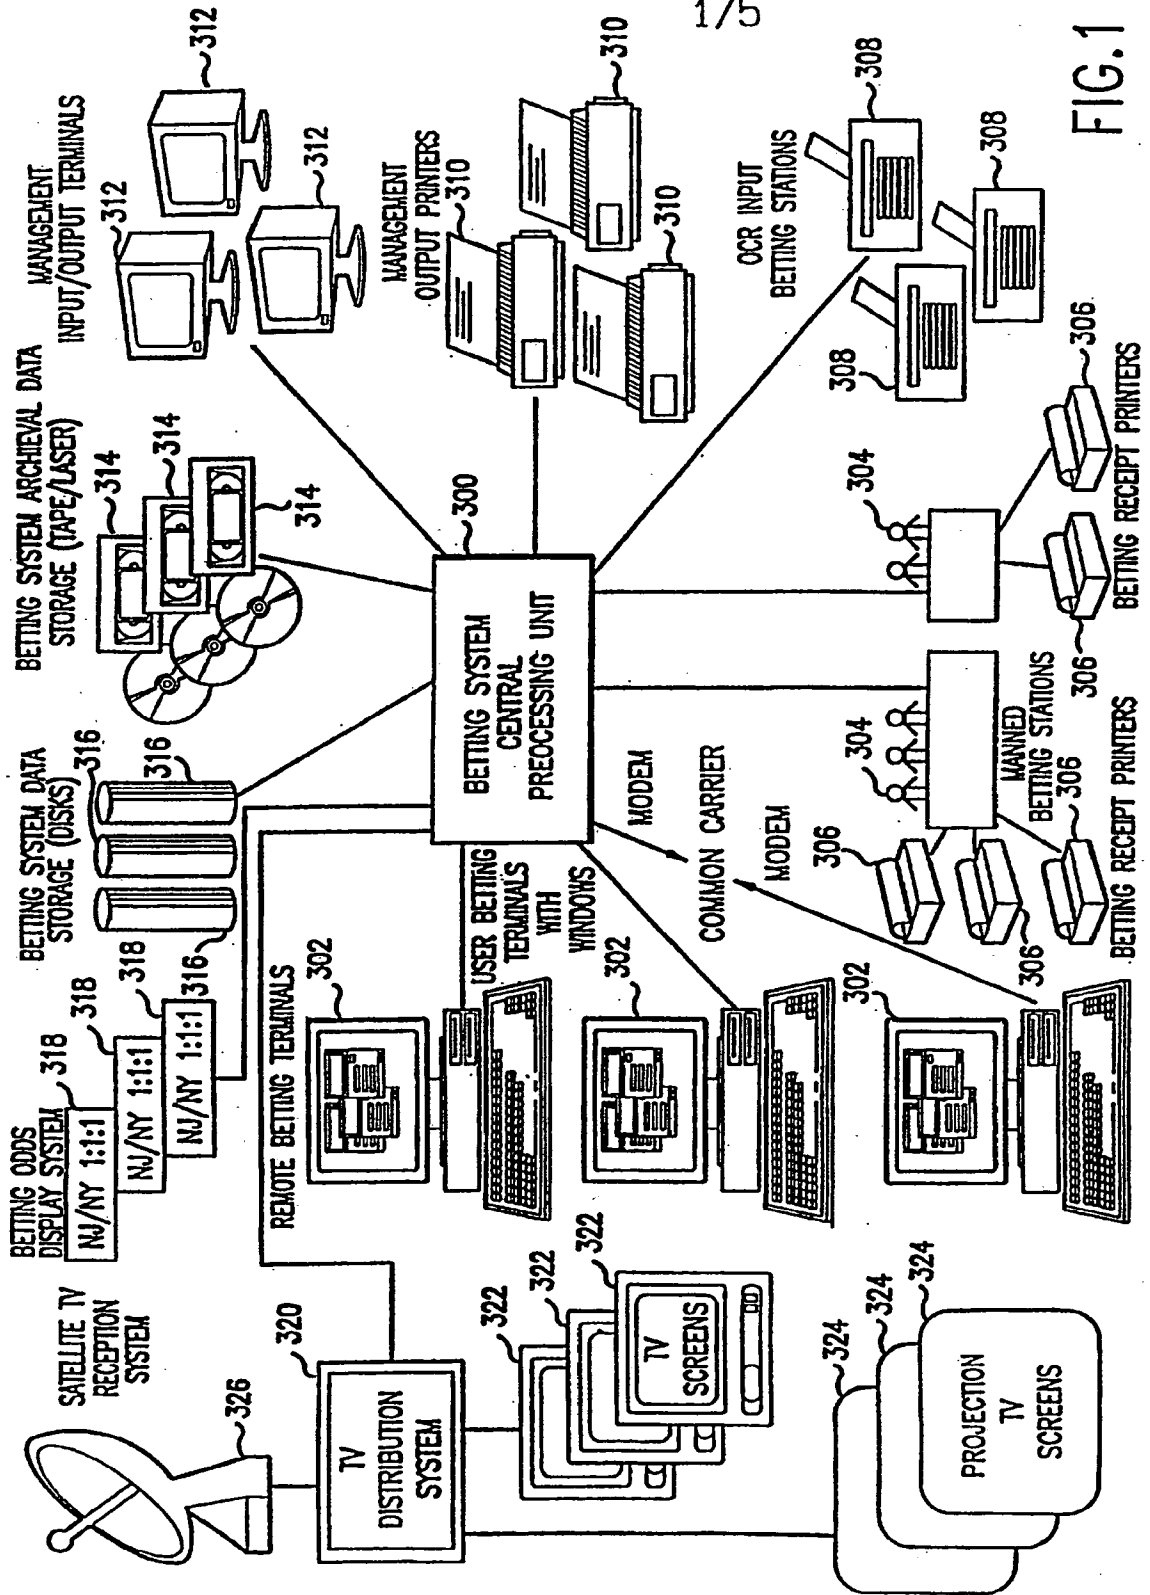 1/5
SATELLITE TV
RECEPTION
SYSTEM
326
BETTING ODDS
DISPLAY SYSTEM
318
318
318
NJ/NY 1:1:1
NJ/NY 1:1:1
NJ/NY 1:1:1
BETTING SYSTEM DATA
STORAGE (DISKS)
316
316
316
BETTING SYSTEM ARCHIEVAL DATA
STORAGE (TAPE/LASER)
314
314
314
MANAGEMENT
INPUT/OUTPUT TERMINALS
312
312
312
320
TV
DISTRIBUTION
SYSTEM
REMOTE BETTING TERMINALS
302
USER BETTING
TERMINALS
WITH
WINDOWS
300
BETTING SYSTEM
CENTRAL
PREOCESSING UNIT
MANAGEMENT
OUTPUT PRINTERS
310
310
310
322
322
322
TV
SCREENS
302
MODEM
COMMON CARRIER
MODEM
OCR INPUT
BETTING STATIONS
308
308
308
324
324
324
PROJECTION
TV
SCREENS
302
304
304
MANNED
BETTING STATIONS
306
306
306
BETTING RECEIPT PRINTERS
306
306
BETTING RECEIPT PRINTERS
FIG.1